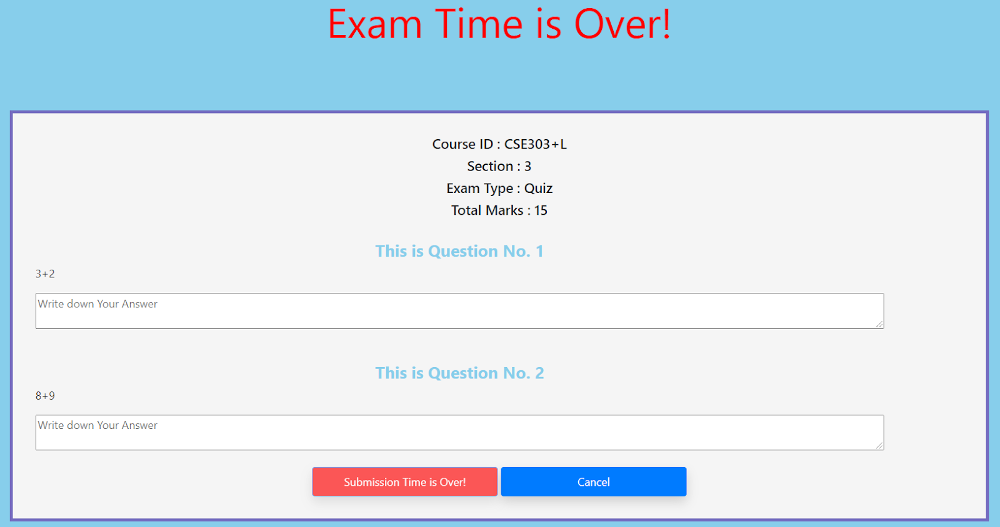 Exam Time is Over!
Course ID : CSE303+L
Section : 3
Exam Type : Quiz
Total Marks : 15
This is Question No. 1
3+2
Write down Your Answer
This is Question No. 2
8+9
Write down Your Answer
Submission Time is Over!
Cancel